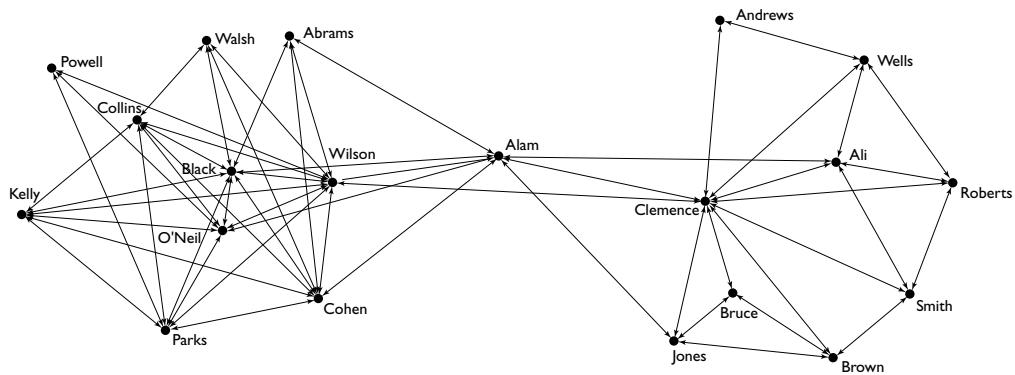 Andrews
Walsh
Abrams
Powell
Wells
Collins
Alam
Wilson
Ali
Black
Kelly
Roberts
Clemence
O'Neil
Cohen
Smith
Bruce
Parks
Jones
Brown